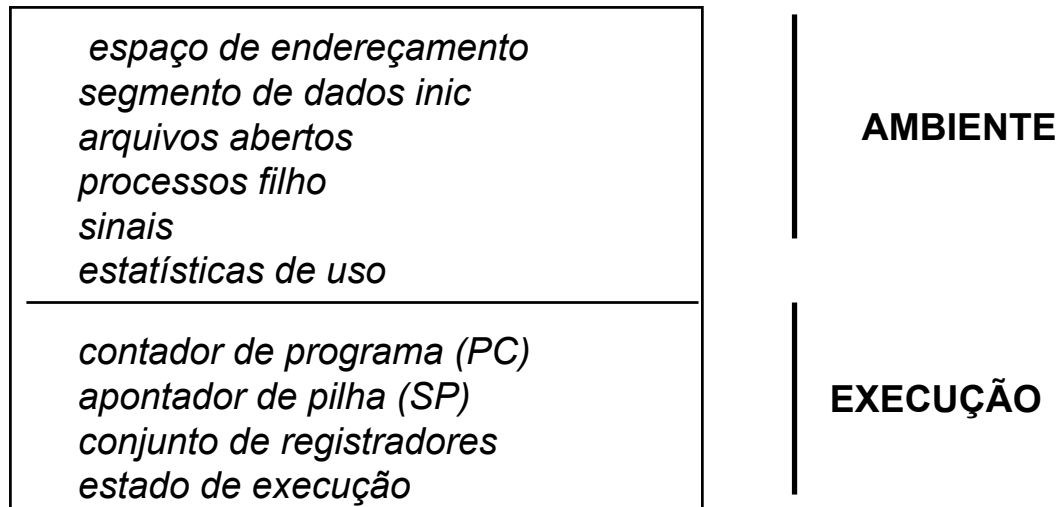 espaço de endereçamento
segmento de dados inic
arquivos abertos
processos filho
sinais
estatísticas de uso
AMBIENTE
contador de programa (PC)
apontador de pilha (SP)
conjunto de registradores
estado de execução
EXECUÇÃO